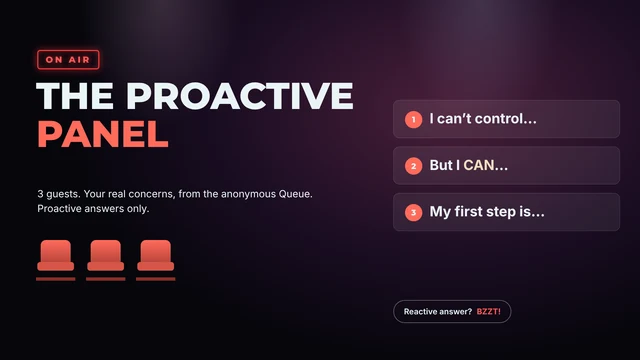 ON AIR
THE PROACTIVE
PANEL
3 guests. Your real concerns, from the anonymous Queue.
Proactive answers only.
1 I can’t control...
2 But I CAN...
3 My first step is...
Reactive answer? BZZT!